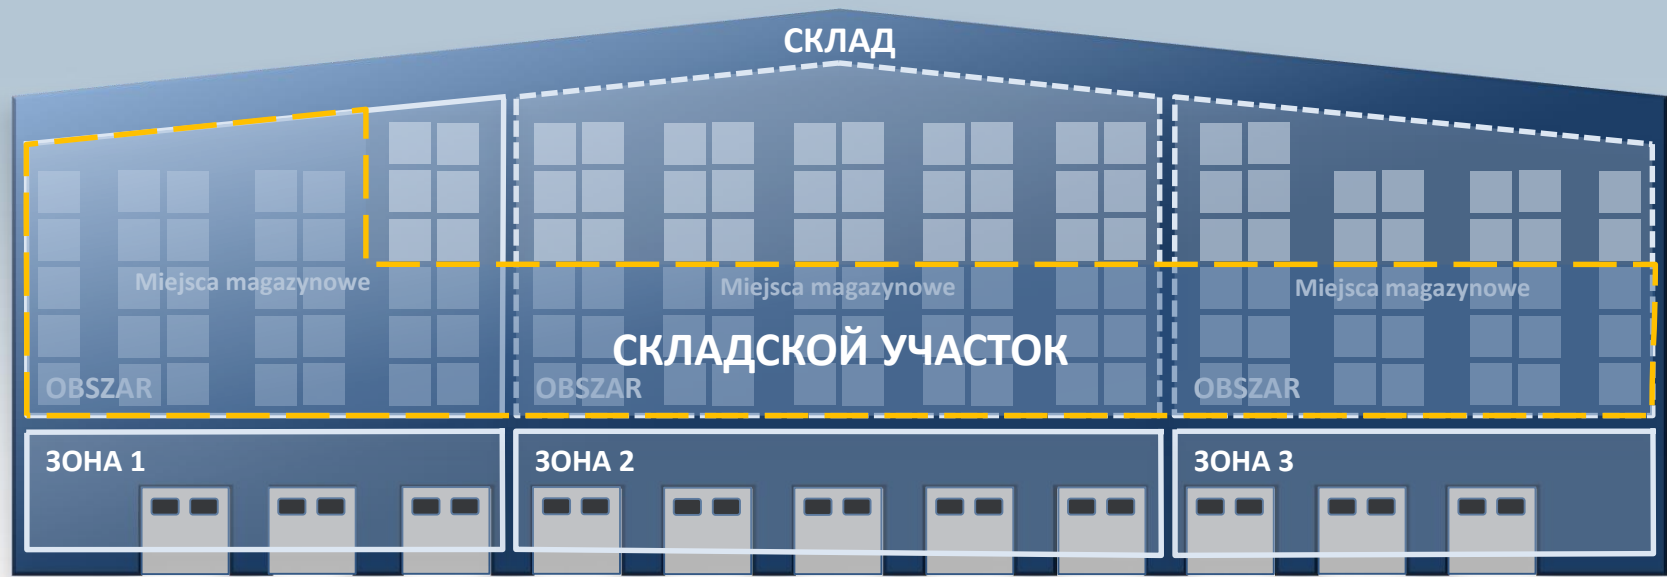 СКЛАД
Miejsca magazynowe
Miejsca magazynowe
Miejsca magazynowe
СКЛАДСКОЙ УЧАСТОК
OBSZAR
OBSZAR
OBSZAR
ЗОНА 1
ЗОНА 2
ЗОНА 3